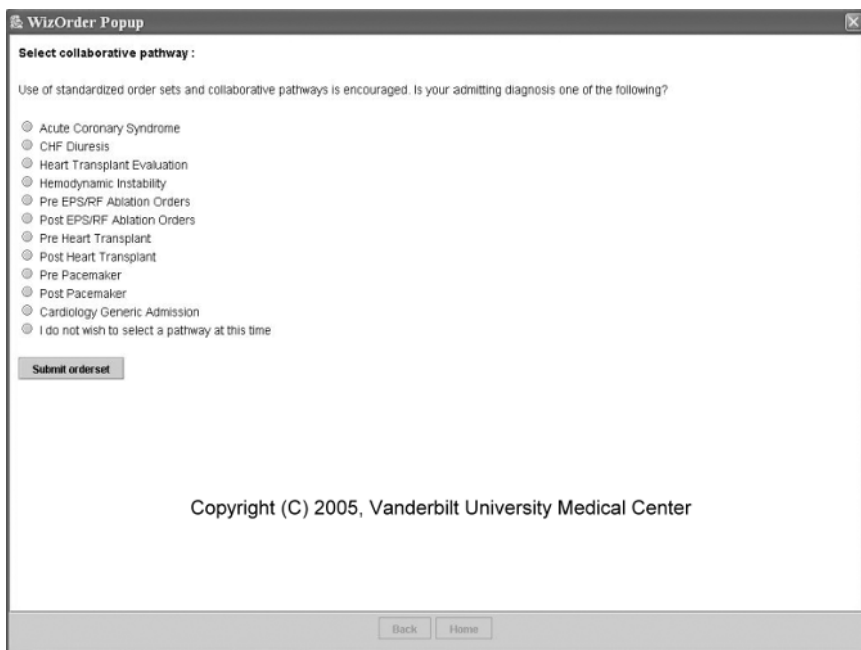 WizOrder Popup
Select collaborative pathway :
Use of standardized order sets and collaborative pathways is encouraged. Is your admitting diagnosis one of the following?
Acute Coronary Syndrome
CHF Diuresis
Heart Transplant Evaluation
Hemodynamic Instability
Pre EPS/RF Ablation Orders
Post EPS/RF Ablation Orders
Pre Heart Transplant
Post Heart Transplant
Pre Pacemaker
Post Pacemaker
Cardiology Generic Admission
I do not wish to select a pathway at this time
Submit orderset
Copyright (C) 2005, Vanderbilt University Medical Center
Back Home